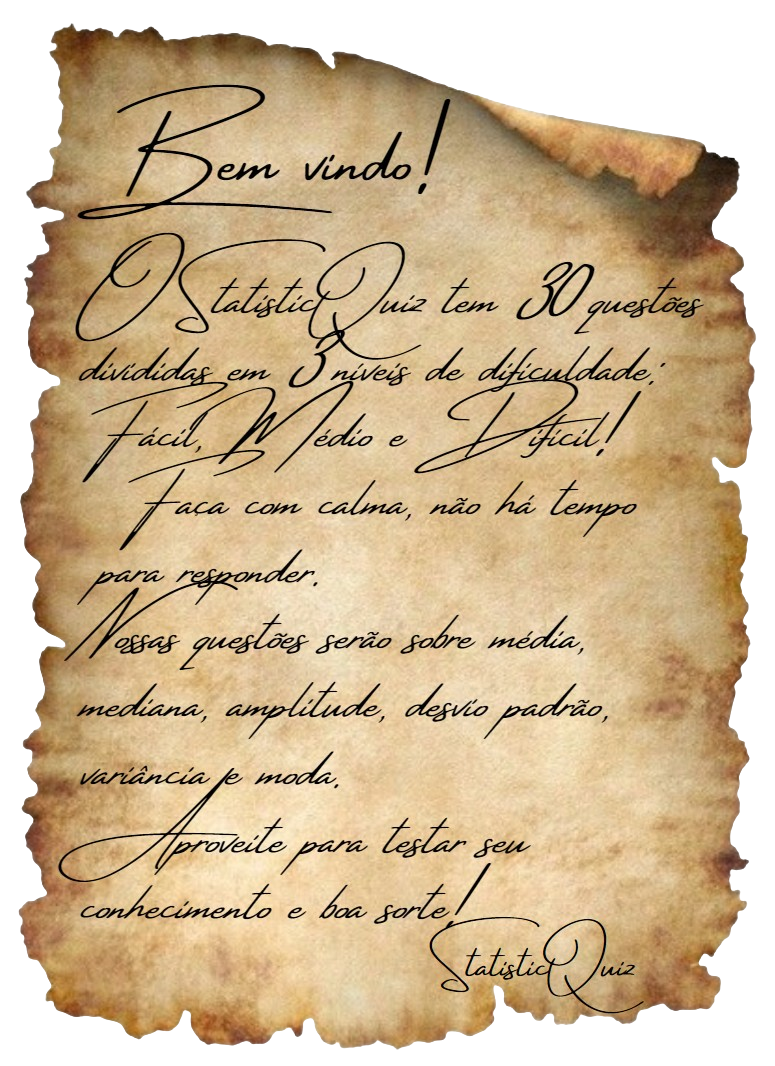 Bem vindo!
O StatisticQuiz tem 30 questões
divididas em 3 níveis de dificuldade:
Fácil, Médio e Difícil!
Faça com calma, não há tempo
para responder.
Nossas questões serão sobre média,
mediana, amplitude, desvio padrão,
variância e moda.
Aproveite para testar seu
conhecimento e boa sorte!
StatisticQuiz